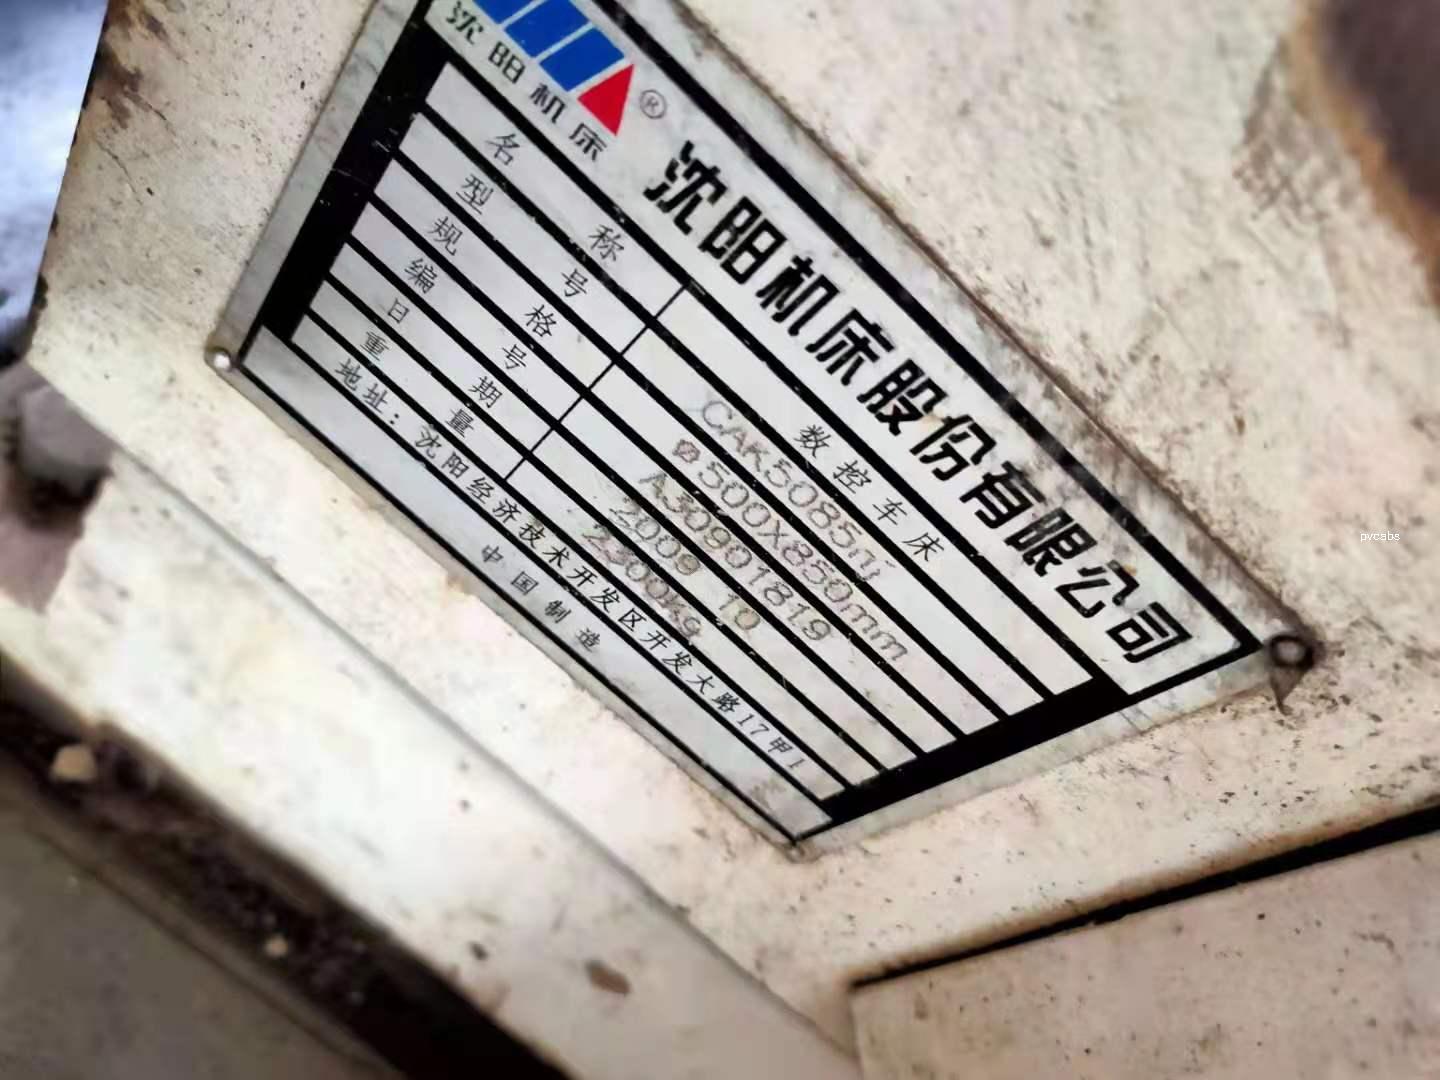 沈阳机床®
沈阳机床股份有限公司
名称 数控车床
型号 CAK5085ni
规格 ø500X850mm
编号 A30901819
日期 2009 10
重量 2300kg
地址：沈阳经济技术开发区开发大路17甲1
中国制造
pvcabs